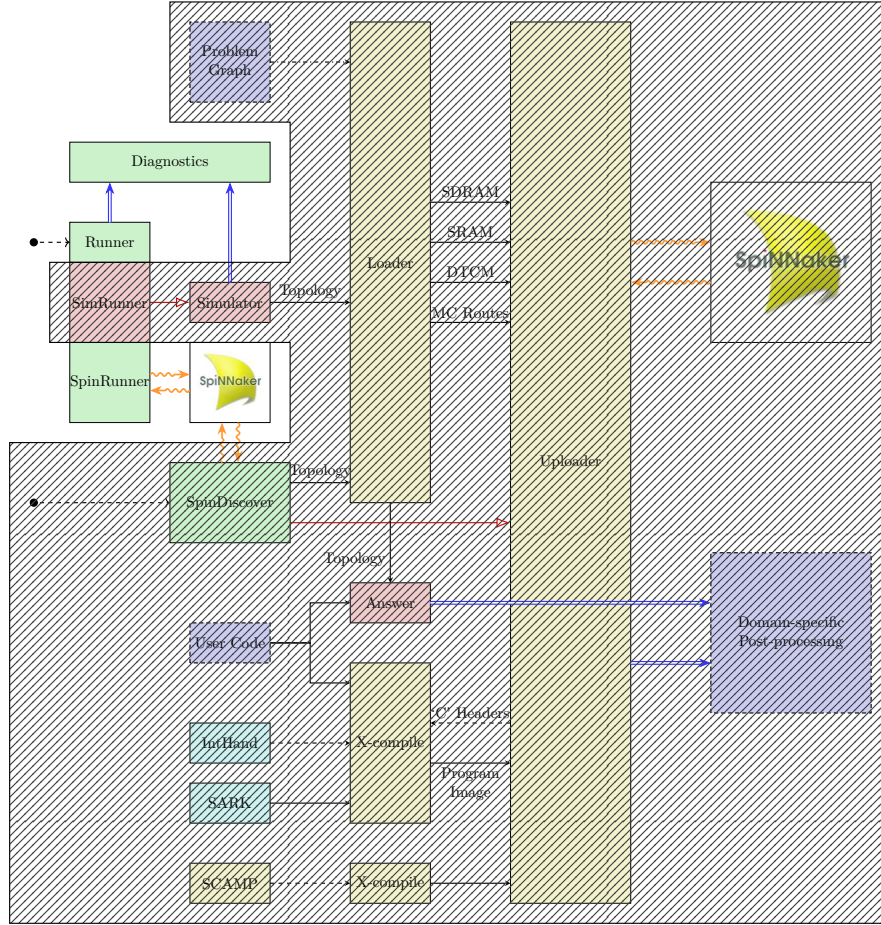 Problem
Graph
Diagnostics
SDRAM
Runner
SRAM
Loader
SpiNNaker
DTCM
SimRunner
Simulator
Topology
MC Routes
SpinRunner
SpiNNaker
Topology
Uploader
SpinDiscover
Topology
Answer
Domain-specific
Post-processing
User Code
'C' Headers
IntHand
X-compile
Program
Image
SARK
SCAMP
X-compile